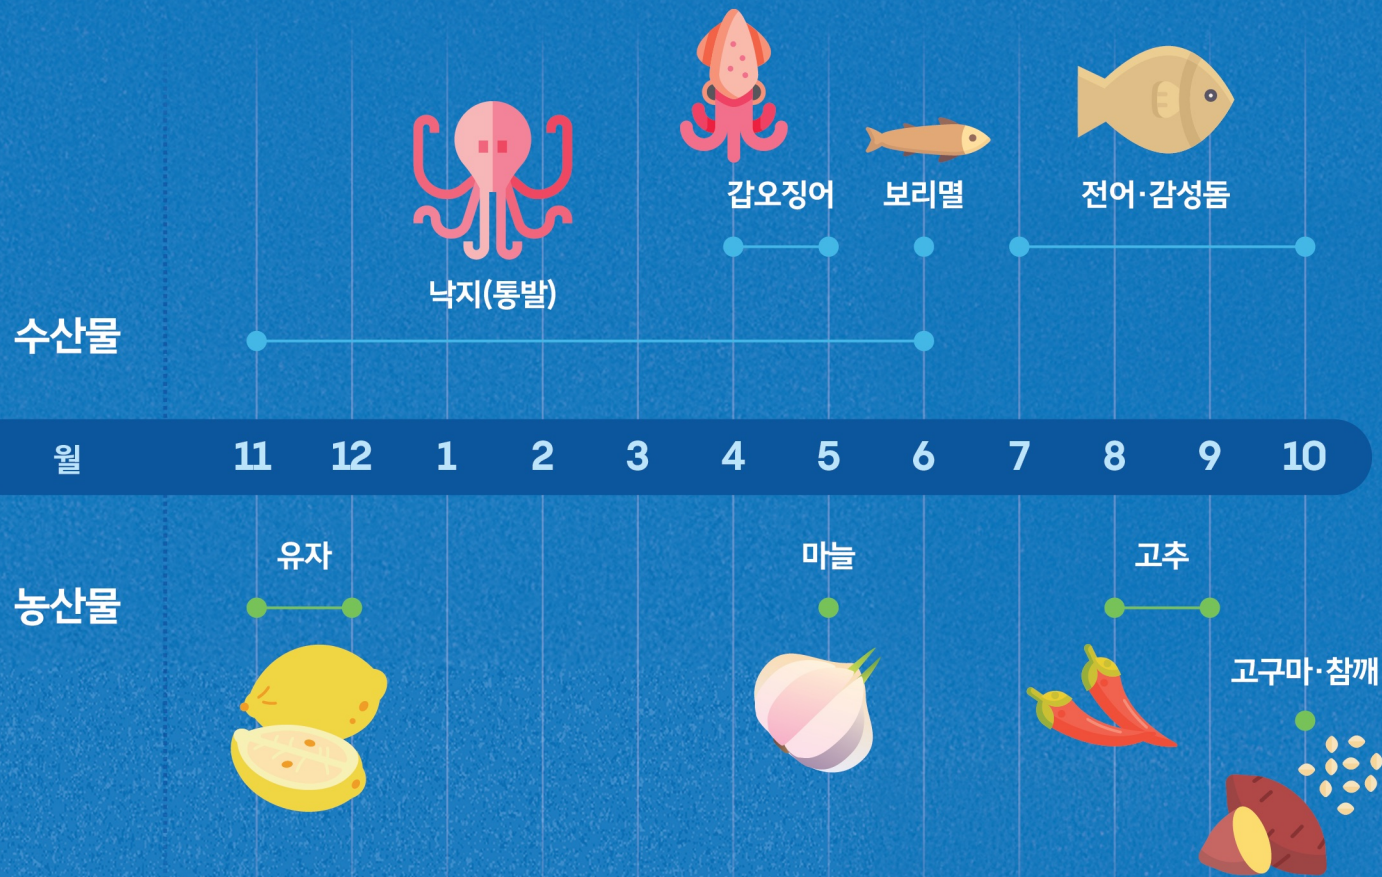 갑오징어 보리멸 전어·감성돔
낙지(통발)
수산물
월 11 12 1 2 3 4 5 6 7 8 9 10
유자 마늘 고추
농산물
고구마·참깨